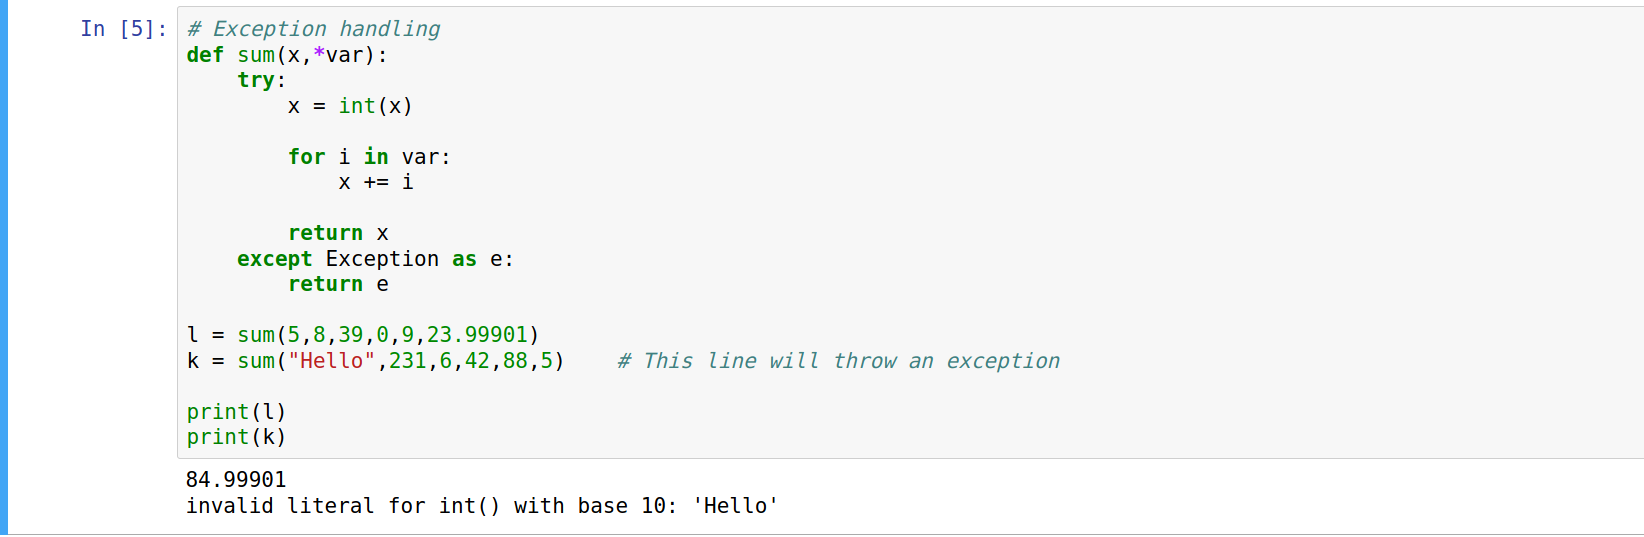 In [5]: # Exception handling
def sum(x,*var):
    try:
        x = int(x)

        for i in var:
            x += i

        return x
    except Exception as e:
        return e

l = sum(5,8,39,0,9,23.99901)
k = sum("Hello",231,6,42,88,5)    # This line will throw an exception

print(l)
print(k)
84.99901
invalid literal for int() with base 10: 'Hello'